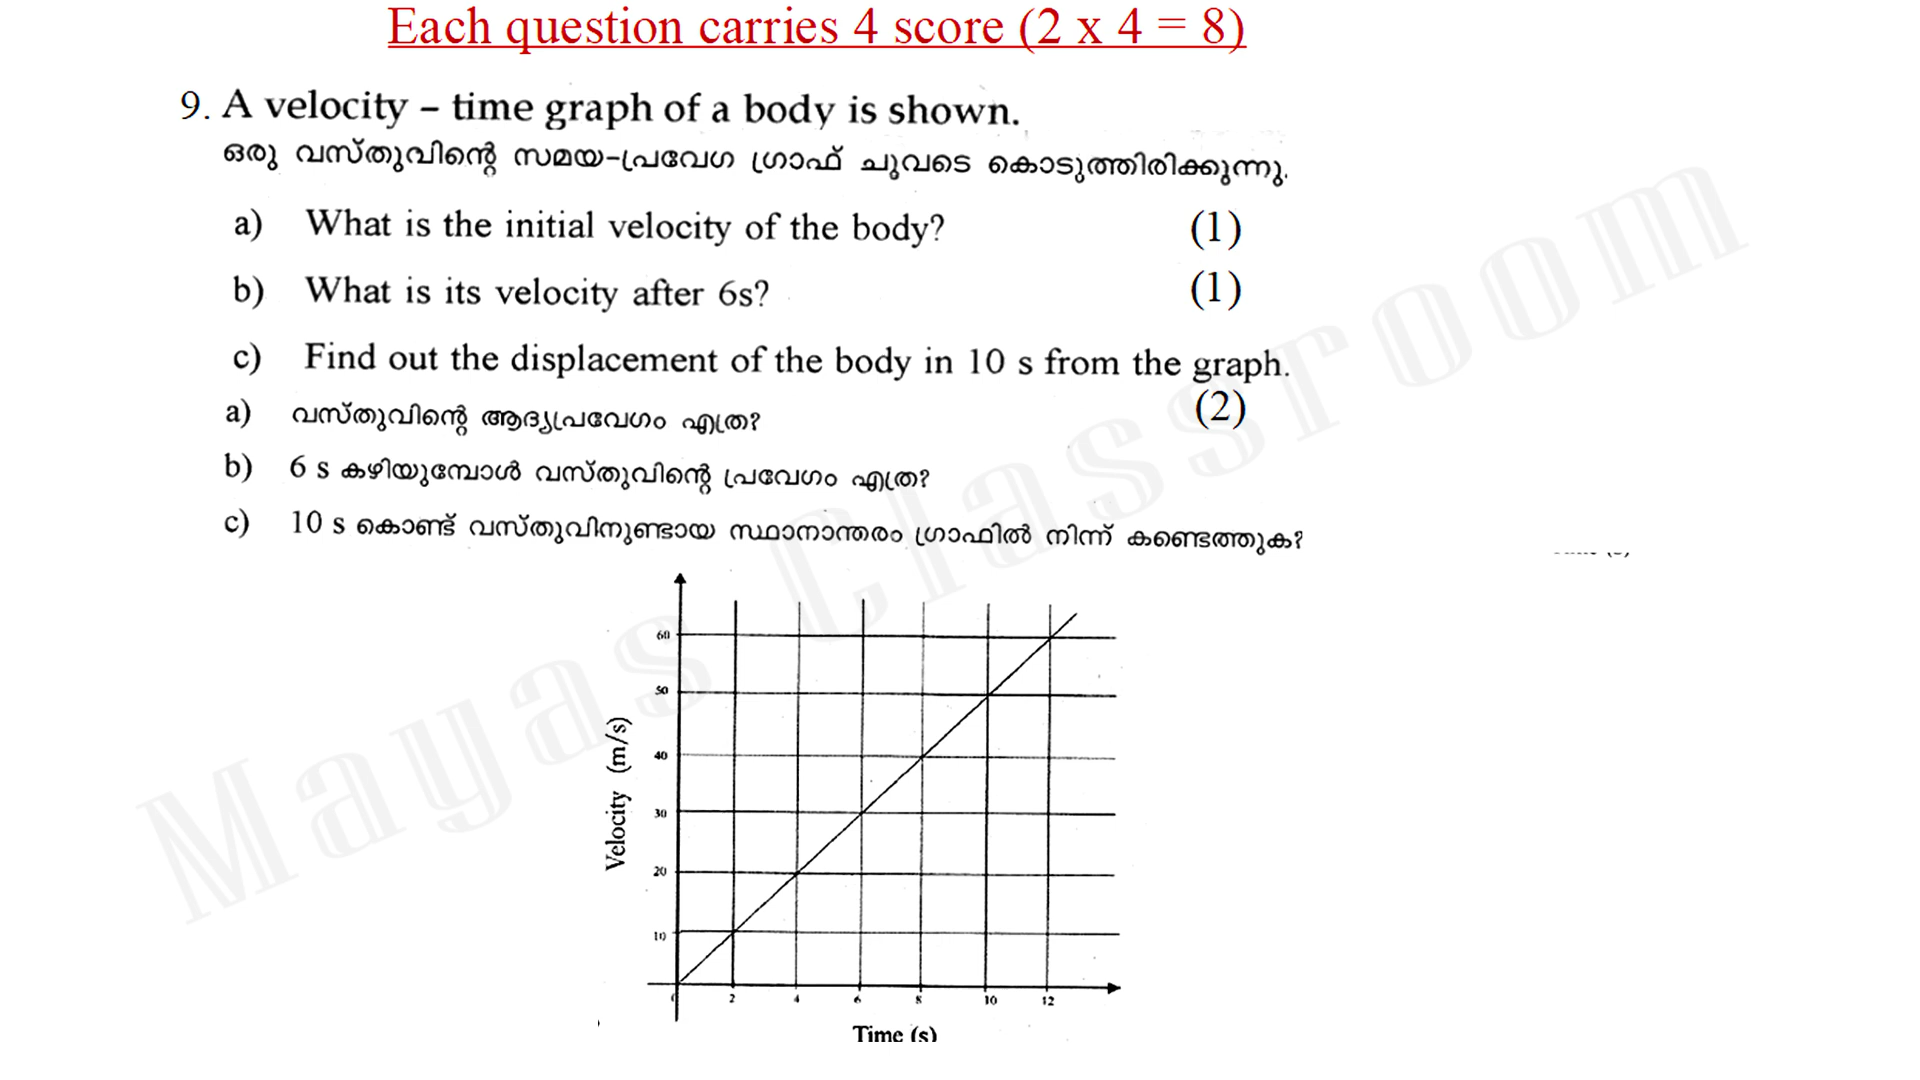 Each question carries 4 score (2 x 4 = 8)
9. A velocity – time graph of a body is shown.
ഒരു വസ്തുവിന്റെ സമയ-പ്രവേഗ ഗ്രാഫ് ചുവടെ കൊടുത്തിരിക്കുന്നു.
a) What is the initial velocity of the body? (1)
b) What is its velocity after 6s? (1)
c) Find out the displacement of the body in 10 s from the graph.
(2)
a) വസ്തുവിന്റെ ആദ്യപ്രവേഗം എത്ര?
b) 6 s കഴിയുമ്പോൾ വസ്തുവിന്റെ പ്രവേഗം എത്ര?
c) 10 s കൊണ്ട് വസ്തുവിനുണ്ടായ സ്ഥാനാന്തരം ഗ്രാഫിൽ നിന്ന് കണ്ടെത്തുക?
60
50
40
30
20
10
Velocity (m/s)
0 2 4 6 8 10 12
Time (s)
Mayas Classroom